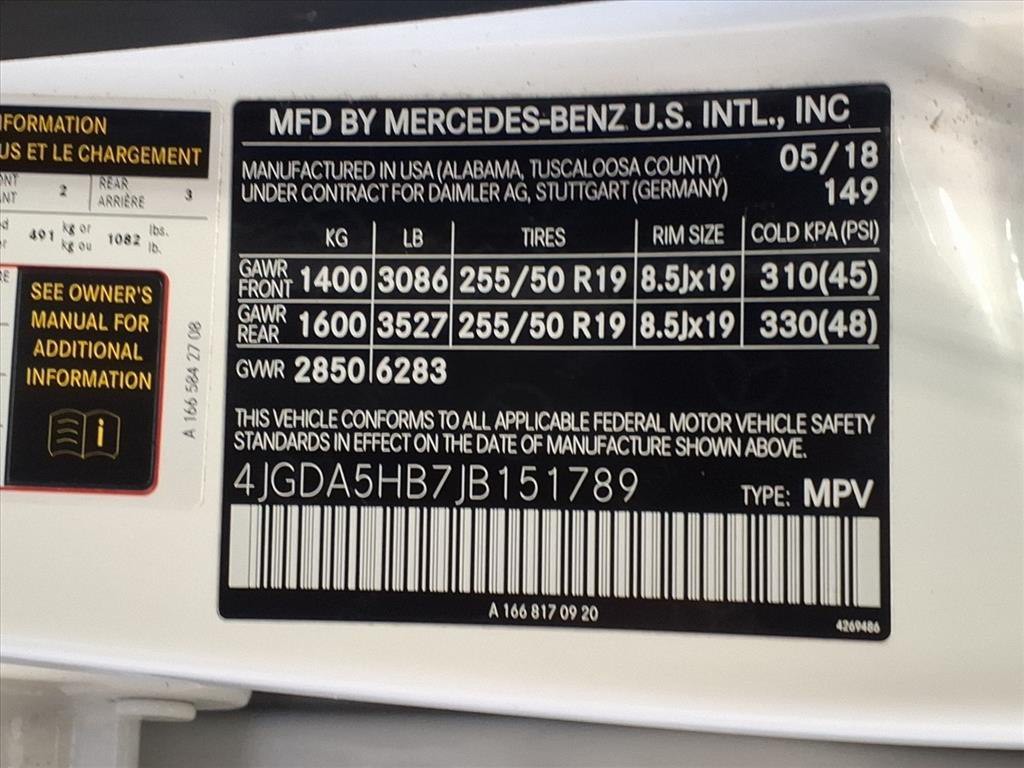 US ET LE CHARGEMENT
2 REAR 3
ARRIÈRE
491 kg or 1082 lbs.
kg ou lb.
SEE OWNER'S
MANUAL FOR
ADDITIONAL
INFORMATION
i
A 166 584 27 08
MFD BY MERCEDES-BENZ U.S. INTL., INC
MANUFACTURED IN USA (ALABAMA, TUSCALOOSA COUNTY) 05/18
UNDER CONTRACT FOR DAIMLER AG, STUTTGART (GERMANY) 149
KG LB TIRES RIM SIZE COLD KPA (PSI)
GAWR FRONT 1400 3086 255/50 R19 8.5Jx19 310(45)
GAWR REAR 1600 3527 255/50 R19 8.5Jx19 330(48)
GVWR 2850 6283
THIS VEHICLE CONFORMS TO ALL APPLICABLE FEDERAL MOTOR VEHICLE SAFETY
STANDARDS IN EFFECT ON THE DATE OF MANUFACTURE SHOWN ABOVE.
4JGDA5HB7JB151789 TYPE: MPV
A 166 817 09 20
4269486